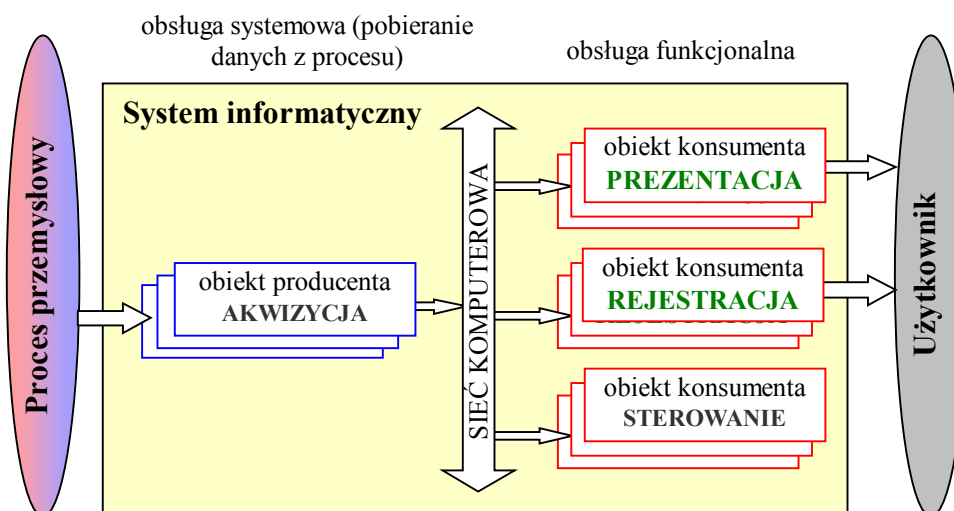 obsługa systemowa (pobieranie
danych z procesu)
obsługa funkcjonalna
System informatyczny
Proces przemysłowy
obiekt producenta
AKWIZYCJA
SIEĆ KOMPUTEROWA
obiekt konsumenta
PREZENTACJA
obiekt konsumenta
REJESTRACJA
obiekt konsumenta
STEROWANIE
Użytkownik